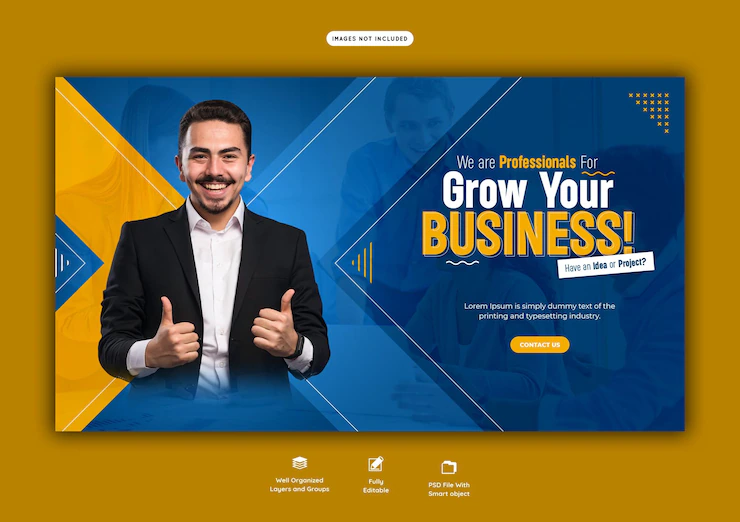 IMAGES NOT INCLUDED
We are Professionals For
Grow Your
BUSINESS!
Have an Idea or Project?
Lorem Ipsum is simply dummy text of the
printing and typesetting industry.
CONTACT US
Well Organized
Layers and Groups
Fully
Editable
PSD File With
Smart object